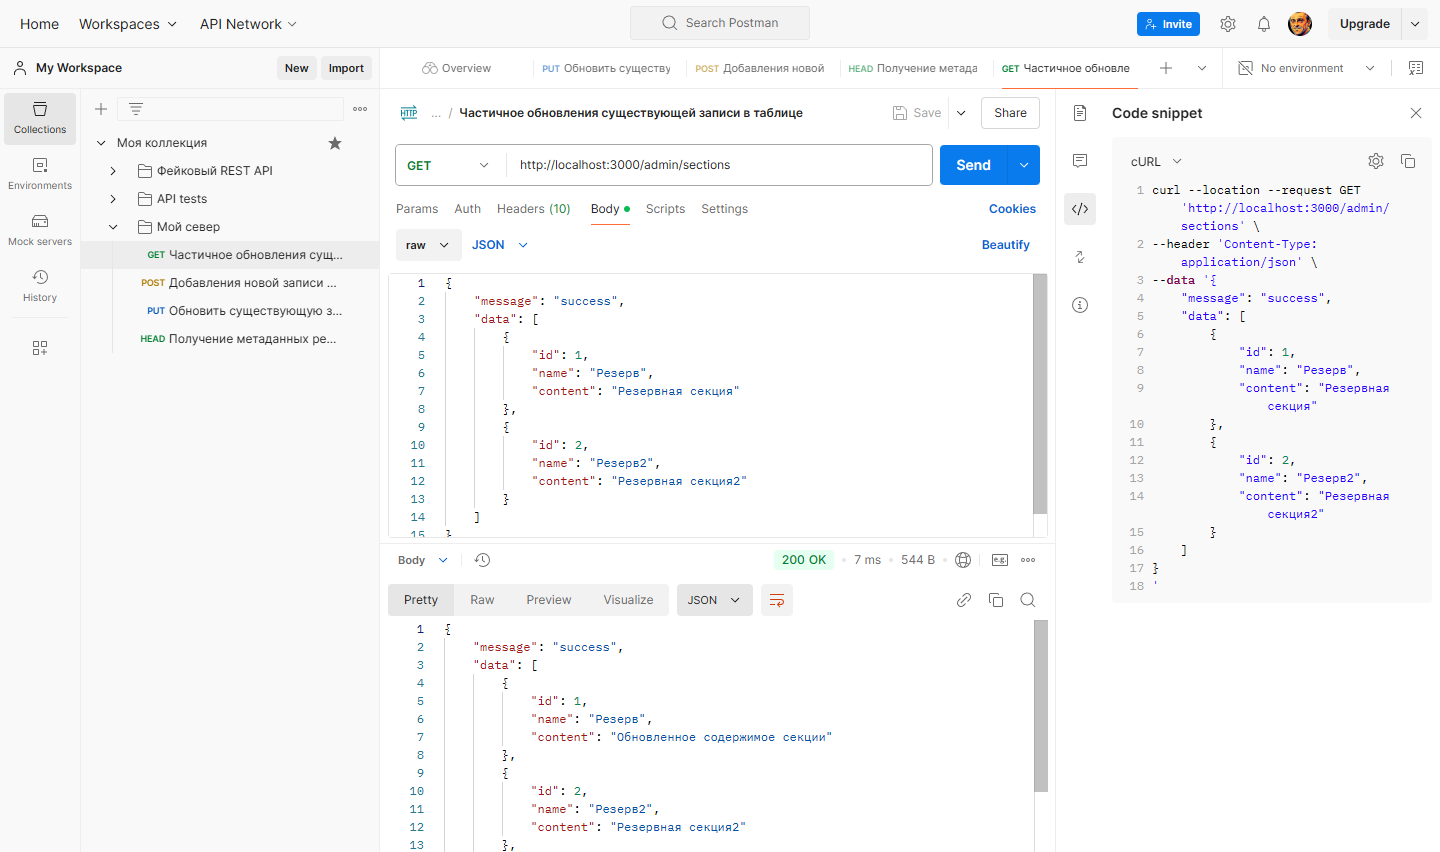 Home Workspaces API Network Search Postman Invite Upgrade
My Workspace New Import Overview PUT Обновить существу POST Добавления новой HEAD Получение метада GET Частичное обновле No environment
Collections
Environments
Mock servers
History
Моя коллекция
Фейковый REST API
API tests
Мой север
GET Частичное обновления сущ...
POST Добавления новой записи ...
PUT Обновить существующую з...
HEAD Получение метаданных ре...
HTTP ... / Частичное обновления существующей записи в таблице Save Share
GET http://localhost:3000/admin/sections Send
Params Auth Headers (10) Body Scripts Settings Cookies
raw JSON Beautify
1 {
2 "message": "success",
3 "data": [
4 {
5 "id": 1,
6 "name": "Резерв",
7 "content": "Резервная секция"
8 },
9 {
10 "id": 2,
11 "name": "Резерв2",
12 "content": "Резервная секция2"
13 }
14 ]
15 }
Body 200 OK 7 ms 544 B e.g.
Pretty Raw Preview Visualize JSON
1 {
2 "message": "success",
3 "data": [
4 {
5 "id": 1,
6 "name": "Резерв",
7 "content": "Обновленное содержимое секции"
8 },
9 {
10 "id": 2,
11 "name": "Резерв2",
12 "content": "Резервная секция2"
13 },
Code snippet
cURL
1 curl --location --request GET
'http://localhost:3000/admin/
sections' \
2 --header 'Content-Type:
application/json' \
3 --data '{
4 "message": "success",
5 "data": [
6 {
7 "id": 1,
8 "name": "Резерв",
9 "content": "Резервная
секция"
10 },
11 {
12 "id": 2,
13 "name": "Резерв2",
14 "content": "Резервная
секция2"
15 }
16 ]
17 }
18 '